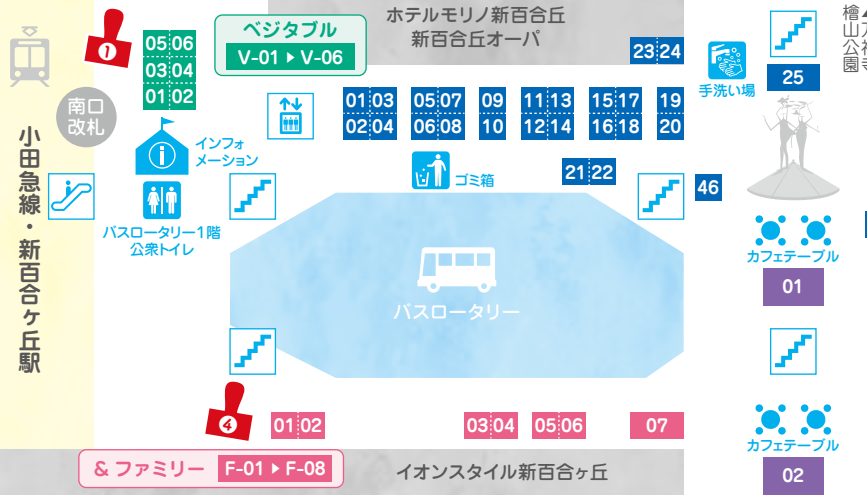 ホテルモリノ新百合丘
新百合丘オーパ
ベジタブル
V-01 ▶ V-06
1
05 06
03 04
01 02
南口
改札
小田急線・新百合ヶ丘駅
インフォ
メーション
バスロータリー1階
公衆トイレ
01 03 05 07 09 11 13 15 17 19
02 04 06 08 10 12 14 16 18 20
23 24
手洗い場
25
檜山公園
ゴミ箱
21 22
46
カフェテーブル
01
バスロータリー
カフェテーブル
02
4
01 02
03 04
05 06
07
& ファミリー
F-01 ▶ F-08
イオンスタイル新百合ヶ丘